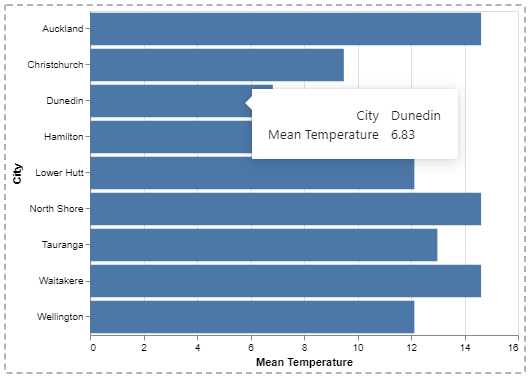 Auckland
Christchurch
Dunedin
Hamilton
Lower Hutt
North Shore
Tauranga
Waitakere
Wellington
City
City Dunedin
Mean Temperature 6.83
0 2 4 6 8 10 12 14 16
Mean Temperature